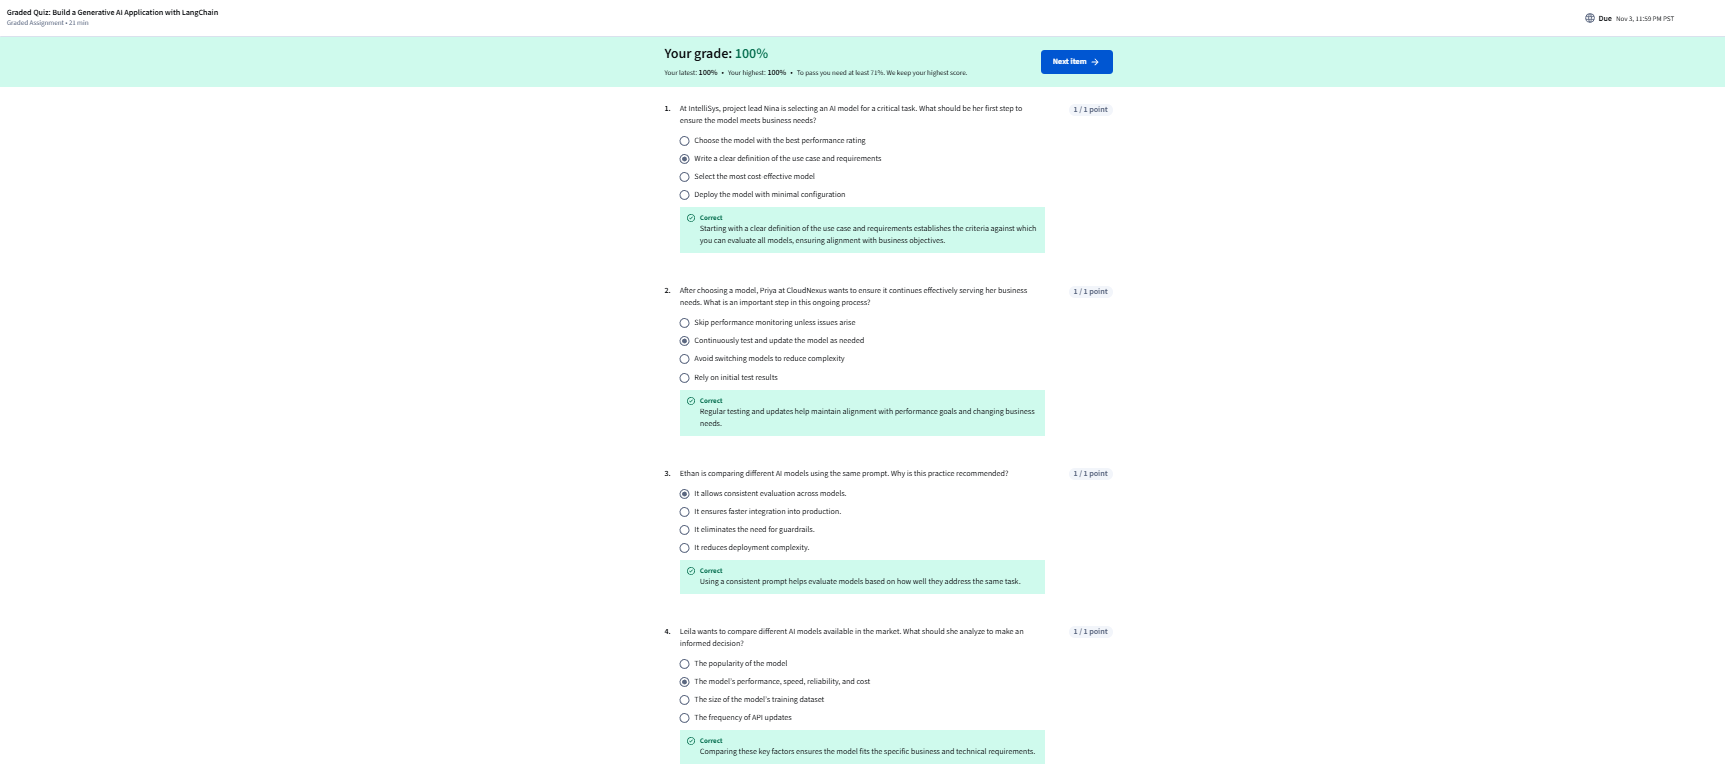 Graded Quiz: Build a Generative AI Application with LangChain
Graded Assignment • 21 min
Due Nov 3, 11:59 PM PST
Your grade: 100%
Your latest: 100% • Your highest: 100% • To pass you need at least 71%. We keep your highest score.
Next item →
1. At IntelliSys, project lead Nina is selecting an AI model for a critical task. What should be her first step to
ensure the model meets business needs?
1 / 1 point
Choose the model with the best performance rating
Write a clear definition of the use case and requirements
Select the most cost effective model
Deploy the model with minimal configuration
Correct
Starting with a clear definition of the use case and requirements establishes the criteria against which
you can evaluate all models, ensuring alignment with business objectives.
2. After choosing a model, Priya at CloudNexus wants to ensure it continues effectively serving her business
needs. What is an important step in this ongoing process?
1 / 1 point
Skip performance monitoring unless issues arise
Continuously test and update the model as needed
Avoid switching models to reduce complexity
Rely on initial test results
Correct
Regular testing and updates help maintain alignment with performance goals and changing business
needs.
3. Ethan is comparing different AI models using the same prompt. Why is this practice recommended?
1 / 1 point
It allows consistent evaluation across models.
It ensures faster integration into production.
It eliminates the need for guardrails.
It reduces deployment complexity.
Correct
Using a consistent prompt helps evaluate models based on how well they address the same task.
4. Leila wants to compare different AI models available in the market. What should she analyze to make an
informed decision?
1 / 1 point
The popularity of the model
The model's performance, speed, reliability, and cost
The size of the model's training dataset
The frequency of API updates
Correct
Comparing these key factors ensures the model fits the specific business and technical requirements.